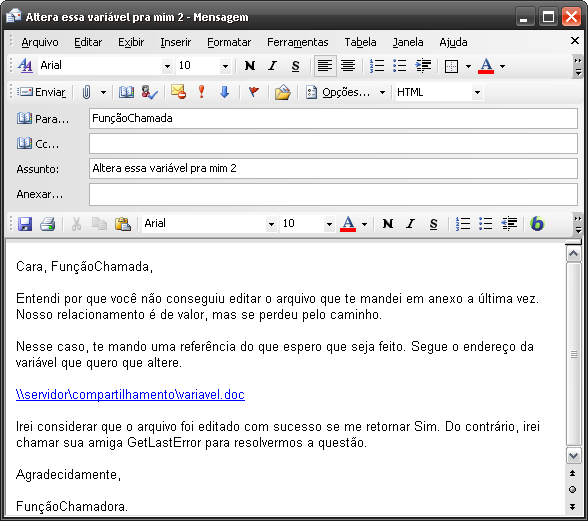 Altera essa variável pra mim 2 - Mensagem
Arquivo Editar Exibir Inserir Formatar Ferramentas Tabela Janela Ajuda
Arial 10 N I S A
Enviar Opções... HTML
Para... FunçãoChamada
Cc...
Assunto: Altera essa variável pra mim 2
Anexar...
Arial 10 A N I S
Cara, FunçãoChamada,
Entendi por que você não conseguiu editar o arquivo que te mandei em anexo a última vez.
Nosso relacionamento é de valor, mas se perdeu pelo caminho.
Nesse caso, te mando uma referência do que espero que seja feito. Segue o endereço da
variável que quero que altere.
\\servidor\compartilhamento\variavel.doc
Irei considerar que o arquivo foi editado com sucesso se me retornar Sim. Do contrário, irei
chamar sua amiga GetLastError para resolvermos a questão.
Agradecidamente,
FunçãoChamadora.